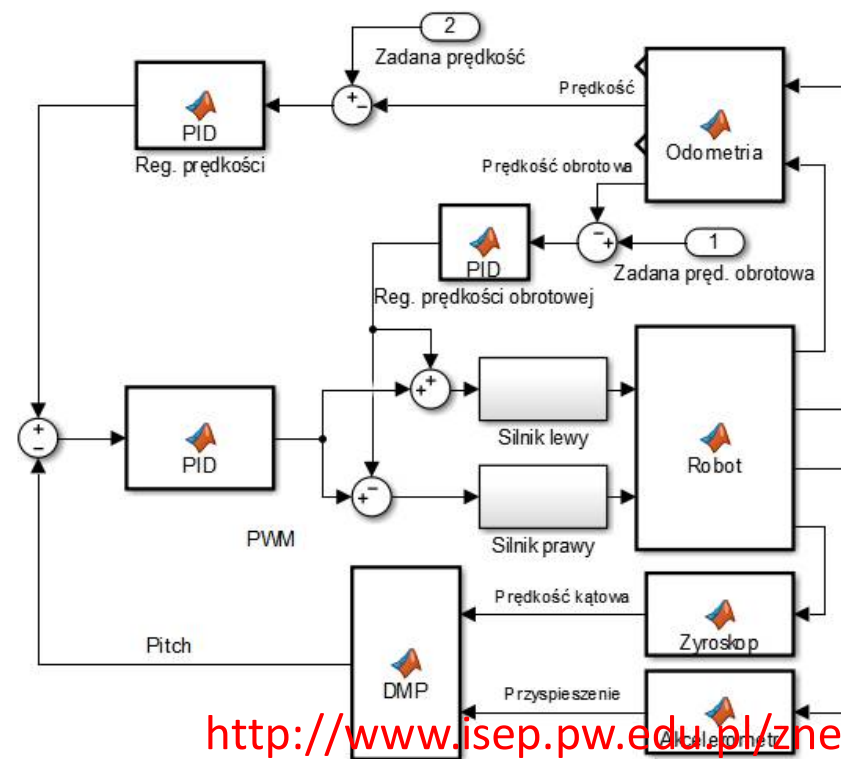 2
Zadana prędkość
PID
Reg. prędkości
Prędkość
Odometria
Prędkość obrotowa
1
Zadana pręd. obrotowa
PID
Reg. prędkości obrotowej
+
-
-
+
+
+
+
-
+
-
PID
PWM
Silnik lewy
Silnik prawy
Robot
Pitch
DMP
Prędkość kątowa
Zyroskop
Przyspieszenie
Akcelerometr
http://www.isep.pw.edu.pl/zne